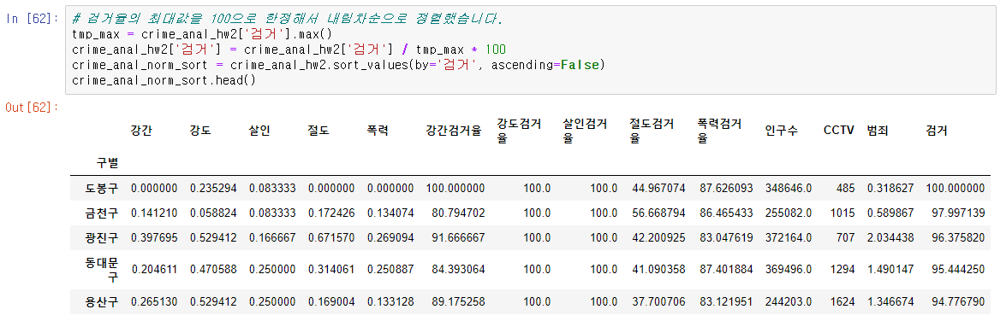 In [62]:
# 검거율의 최대값을 100으로 한정해서 내림차순으로 정렬했습니다.
tmp_max = crime_anal_hw2['검거'].max()
crime_anal_hw2['검거'] = crime_anal_hw2['검거'] / tmp_max * 100
crime_anal_norm_sort = crime_anal_hw2.sort_values(by='검거', ascending=False)
crime_anal_norm_sort.head()
Out[62]:
강간 강도 살인 절도 폭력 강간검거율 강도검거율 살인검거율 절도검거율 폭력검거율 인구수 CCTV 범죄 검거
구별
도봉구 0.000000 0.235294 0.083333 0.000000 0.000000 100.000000 100.0 100.0 44.967074 87.626093 348646.0 485 0.318627 100.000000
금천구 0.141210 0.058824 0.083333 0.172426 0.134074 80.794702 100.0 100.0 56.668794 86.465433 255082.0 1015 0.589867 97.997139
광진구 0.397695 0.529412 0.166667 0.671570 0.269094 91.666667 100.0 100.0 42.200925 83.047619 372164.0 707 2.034438 96.375820
동대문구 0.204611 0.470588 0.250000 0.314061 0.250887 84.393064 100.0 100.0 41.090358 87.401884 369496.0 1294 1.490147 95.444250
용산구 0.265130 0.529412 0.250000 0.169004 0.133128 89.175258 100.0 100.0 37.700706 83.121951 244203.0 1624 1.346674 94.776790